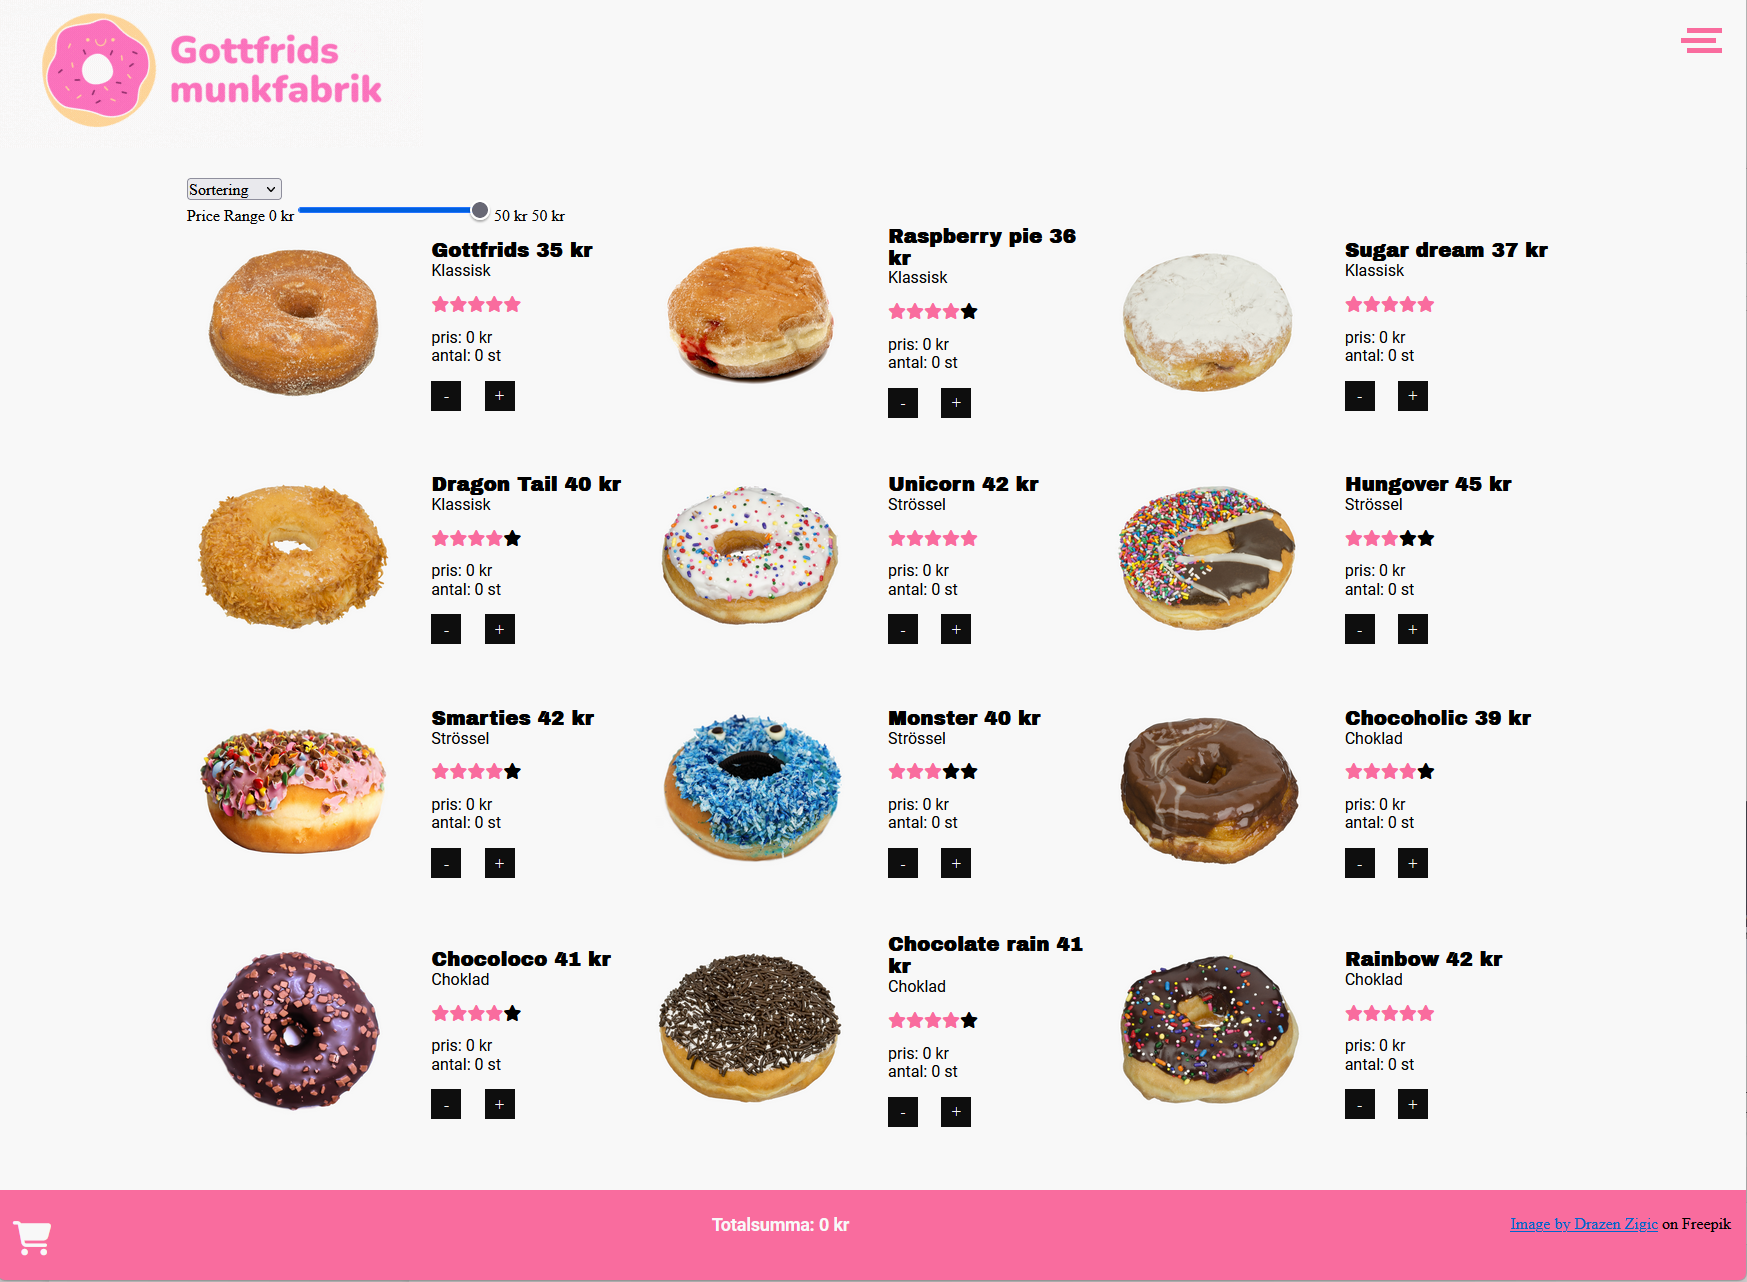 Gottfrids
munkfabrik
Sortering
Price Range 0 kr 50 kr 50 kr
Gottfrids 35 kr
Klassisk
pris: 0 kr
antal: 0 st
- +
Raspberry pie 36
kr
Klassisk
pris: 0 kr
antal: 0 st
- +
Sugar dream 37 kr
Klassisk
pris: 0 kr
antal: 0 st
- +
Dragon Tail 40 kr
Klassisk
pris: 0 kr
antal: 0 st
- +
Unicorn 42 kr
Strössel
pris: 0 kr
antal: 0 st
- +
Hungover 45 kr
Strössel
pris: 0 kr
antal: 0 st
- +
Smarties 42 kr
Strössel
pris: 0 kr
antal: 0 st
- +
Monster 40 kr
Strössel
pris: 0 kr
antal: 0 st
- +
Chocoholic 39 kr
Choklad
pris: 0 kr
antal: 0 st
- +
Chocoloco 41 kr
Choklad
pris: 0 kr
antal: 0 st
- +
Chocolate rain 41
kr
Choklad
pris: 0 kr
antal: 0 st
- +
Rainbow 42 kr
Choklad
pris: 0 kr
antal: 0 st
- +
Totalsumma: 0 kr
Image by Drazen Zigic on Freepik